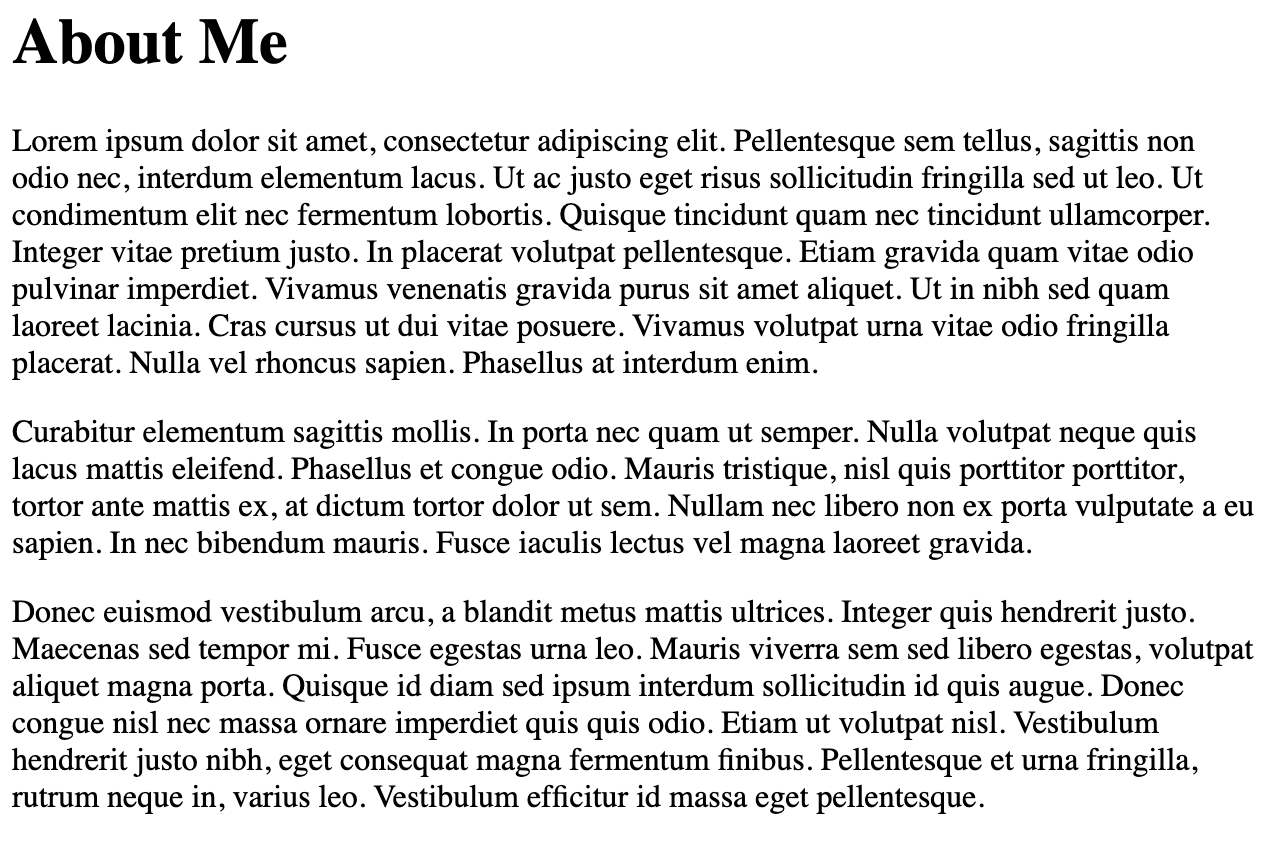 About Me
Lorem ipsum dolor sit amet, consectetur adipiscing elit. Pellentesque sem tellus, sagittis non
odio nec, interdum elementum lacus. Ut ac justo eget risus sollicitudin fringilla sed ut leo. Ut
condimentum elit nec fermentum lobortis. Quisque tincidunt quam nec tincidunt ullamcorper.
Integer vitae pretium justo. In placerat volutpat pellentesque. Etiam gravida quam vitae odio
pulvinar imperdiet. Vivamus venenatis gravida purus sit amet aliquet. Ut in nibh sed quam
laoreet lacinia. Cras cursus ut dui vitae posuere. Vivamus volutpat urna vitae odio fringilla
placerat. Nulla vel rhoncus sapien. Phasellus at interdum enim.
Curabitur elementum sagittis mollis. In porta nec quam ut semper. Nulla volutpat neque quis
lacus mattis eleifend. Phasellus et congue odio. Mauris tristique, nisl quis porttitor porttitor,
tortor ante mattis ex, at dictum tortor dolor ut sem. Nullam nec libero non ex porta vulputate a eu
sapien. In nec bibendum mauris. Fusce iaculis lectus vel magna laoreet gravida.
Donec euismod vestibulum arcu, a blandit metus mattis ultrices. Integer quis hendrerit justo.
Maecenas sed tempor mi. Fusce egestas urna leo. Mauris viverra sem sed libero egestas, volutpat
aliquet magna porta. Quisque id diam sed ipsum interdum sollicitudin id quis augue. Donec
congue nisl nec massa ornare imperdiet quis quis odio. Etiam ut volutpat nisl. Vestibulum
hendrerit justo nibh, eget consequat magna fermentum finibus. Pellentesque et urna fringilla,
rutrum neque in, varius leo. Vestibulum efficitur id massa eget pellentesque.